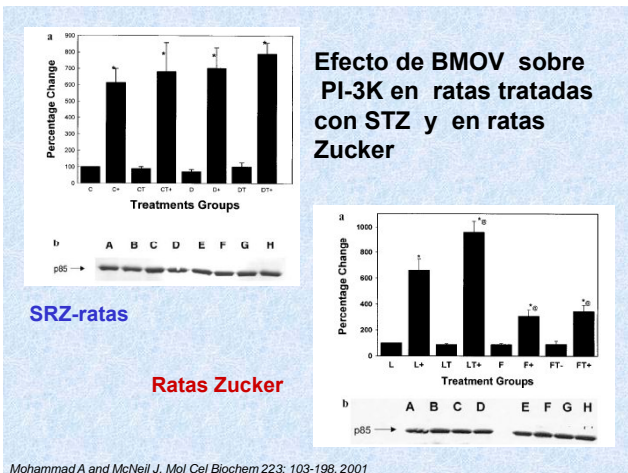 Efecto de BMOV sobre
PI-3K en ratas tratadas
con STZ y en ratas
Zucker
a
Percentage Change
900
800
700
600
500
400
300
200
100
0
* * * *
C C+ CT CT+ D D+ DT DT+
Treatments Groups
b A B C D E F G H
p85
SRZ-ratas
Ratas Zucker
a
Percentage Change
1000
800
600
400
200
0
* *@ *@ *@
L L+ LT LT+ F F+ FT- FT+
Treatment Groups
b A B C D E F G H
p85
Mohammad A and McNeil J. Mol Cel Biochem 223: 103-198, 2001